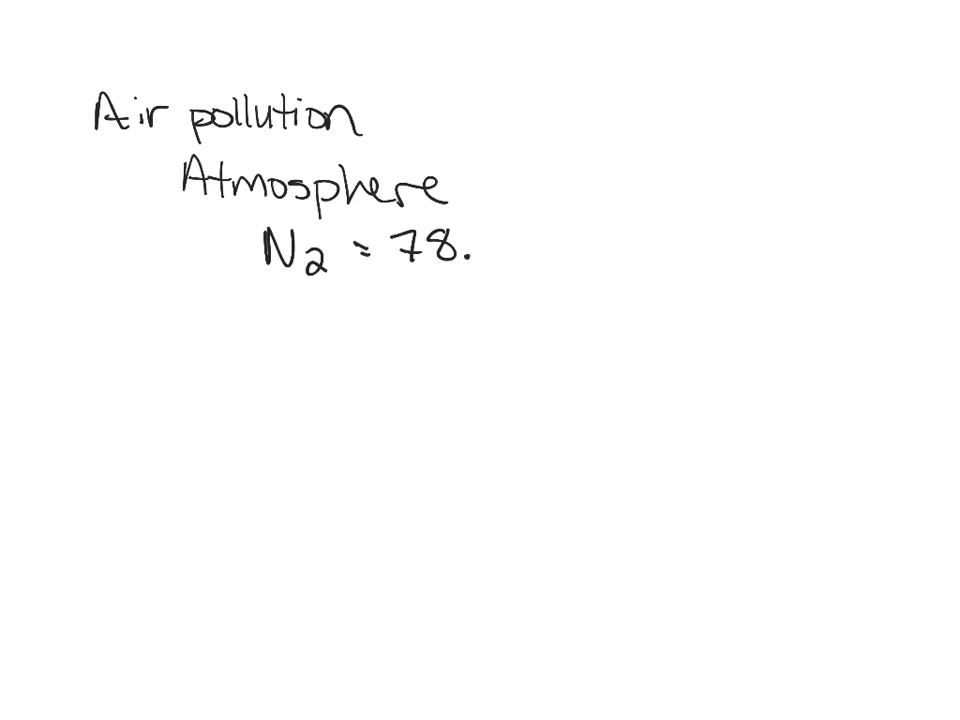 Air pollution
Atmosphere
N₂ = 78.